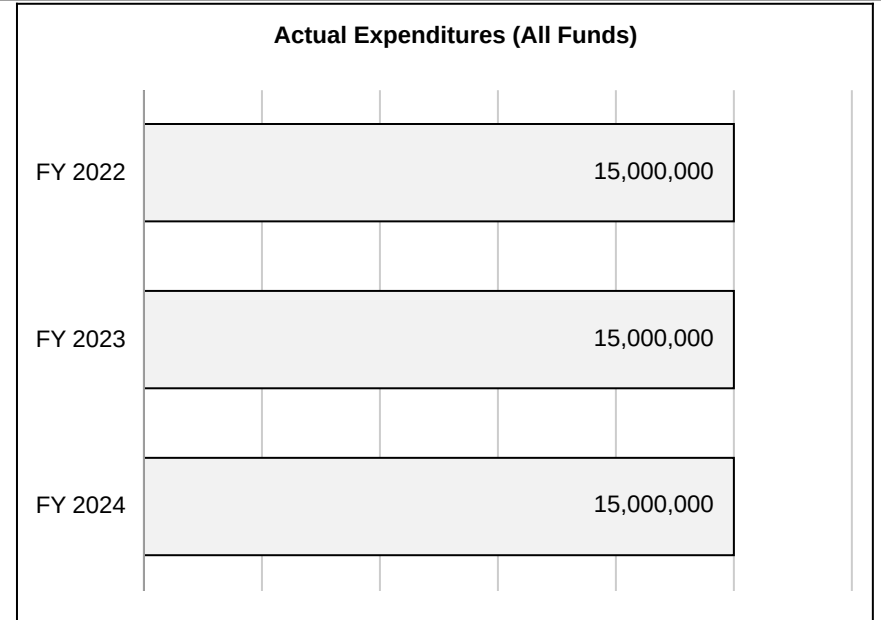 Actual Expenditures (All Funds)
FY 2022 15,000,000
FY 2023 15,000,000
FY 2024 15,000,000